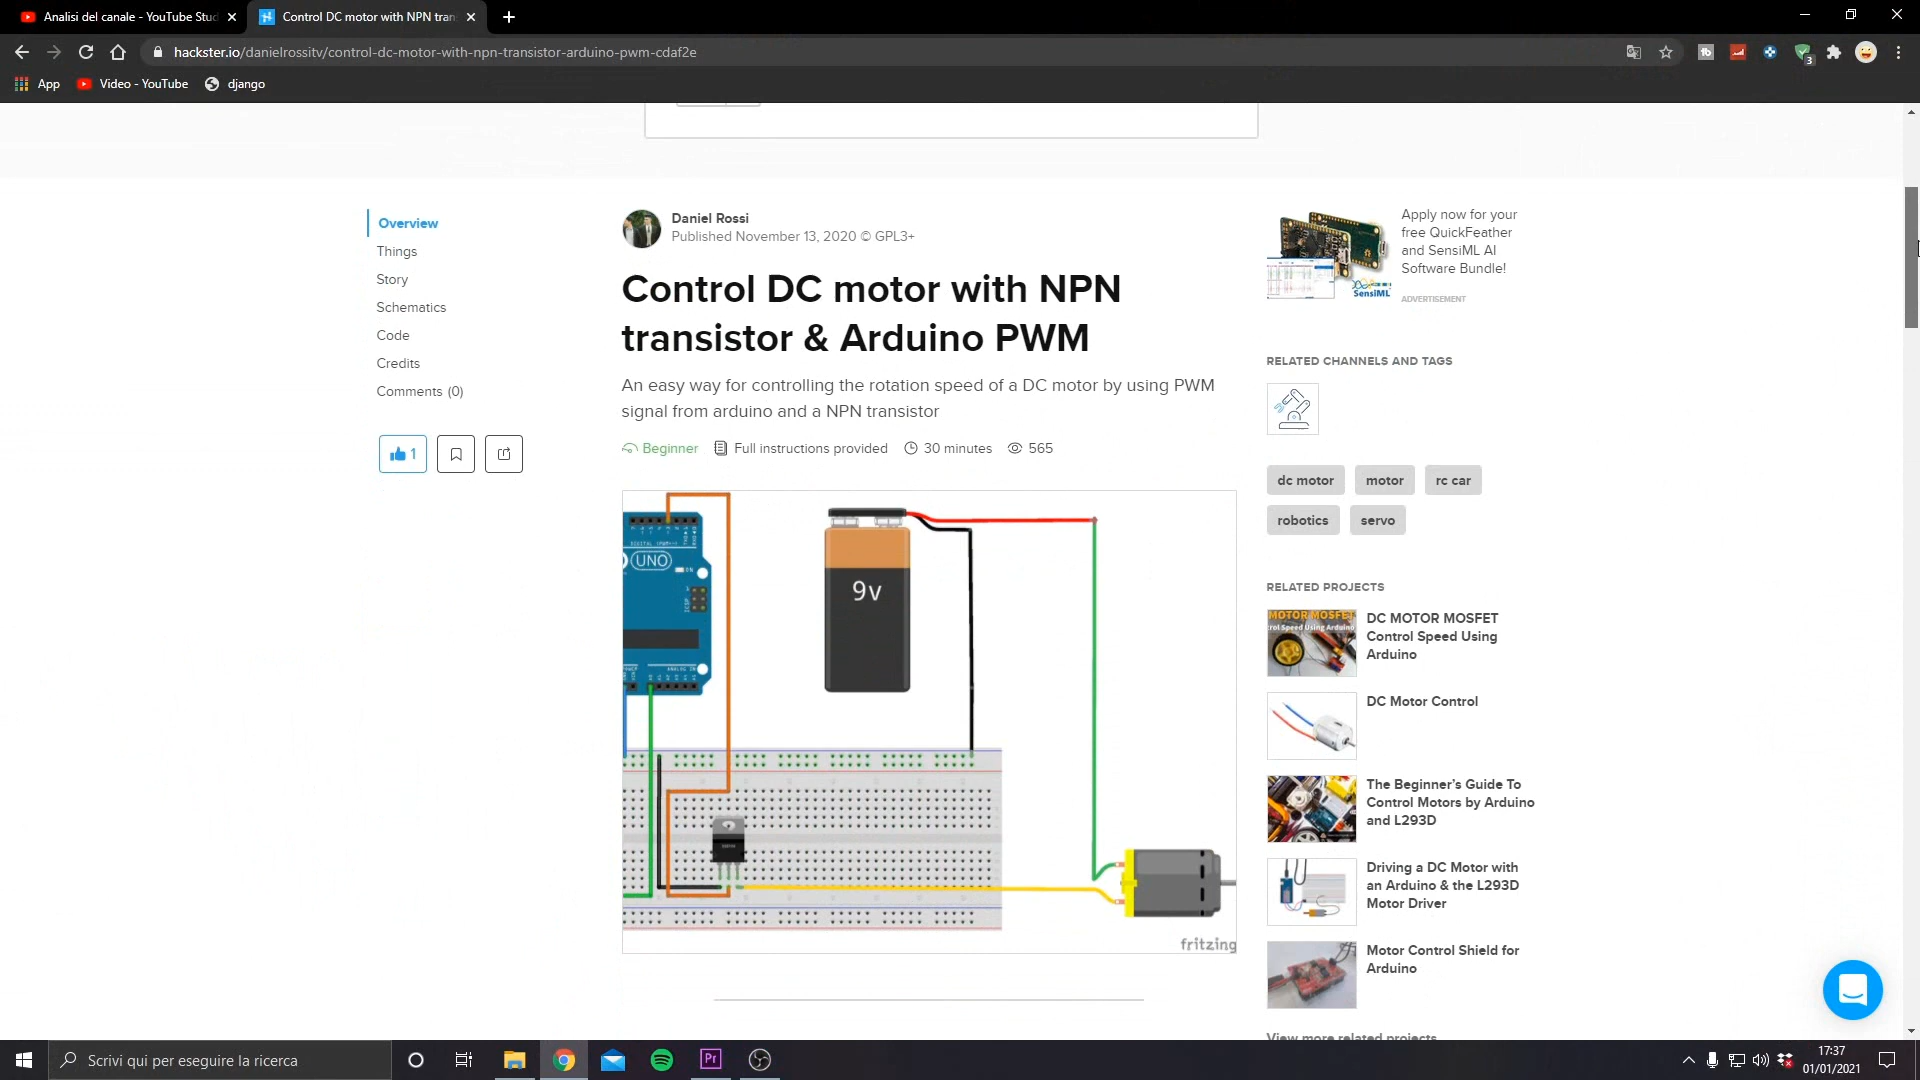 Analisi del canale - YouTube Stud
Control DC motor with NPN tran
hackster.io/danielrossitv/control-dc-motor-with-npn-transistor-arduino-pwm-cdaf2e
3
App
Video - YouTube
django
Overview
Things
Story
Schematics
Code
Credits
Comments (0)
1
Daniel Rossi
Published November 13, 2020 © GPL3+
Control DC motor with NPN
transistor & Arduino PWM
An easy way for controlling the rotation speed of a DC motor by using PWM
signal from arduino and a NPN transistor
Beginner
Full instructions provided
30 minutes
565
UNO
ON
9v
fritzing
Apply now for your
free QuickFeather
and SensiML AI
Software Bundle!
SensiML
ADVERTISEMENT
RELATED CHANNELS AND TAGS
dc motor
motor
rc car
robotics
servo
RELATED PROJECTS
MOTOR MOSFET
trol Speed Using Arduino
DC MOTOR MOSFET
Control Speed Using
Arduino
DC Motor Control
The Beginner's Guide To
Control Motors by Arduino
and L293D
Driving a DC Motor with
an Arduino & the L293D
Motor Driver
Motor Control Shield for
Arduino
View more related projects
Scrivi qui per eseguire la ricerca
Pr
17:37
01/01/2021